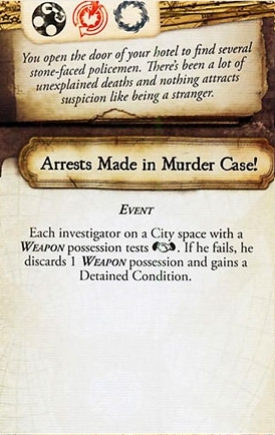 You open the door of your hotel to find several
stone-faced policemen. There's been a lot of
unexplained deaths and nothing attracts
suspicion like being a stranger.
Arrests Made in Murder Case!
EVENT
Each investigator on a City space with a
WEAPON possession tests . If he fails, he
discards 1 WEAPON possession and gains a
Detained Condition.